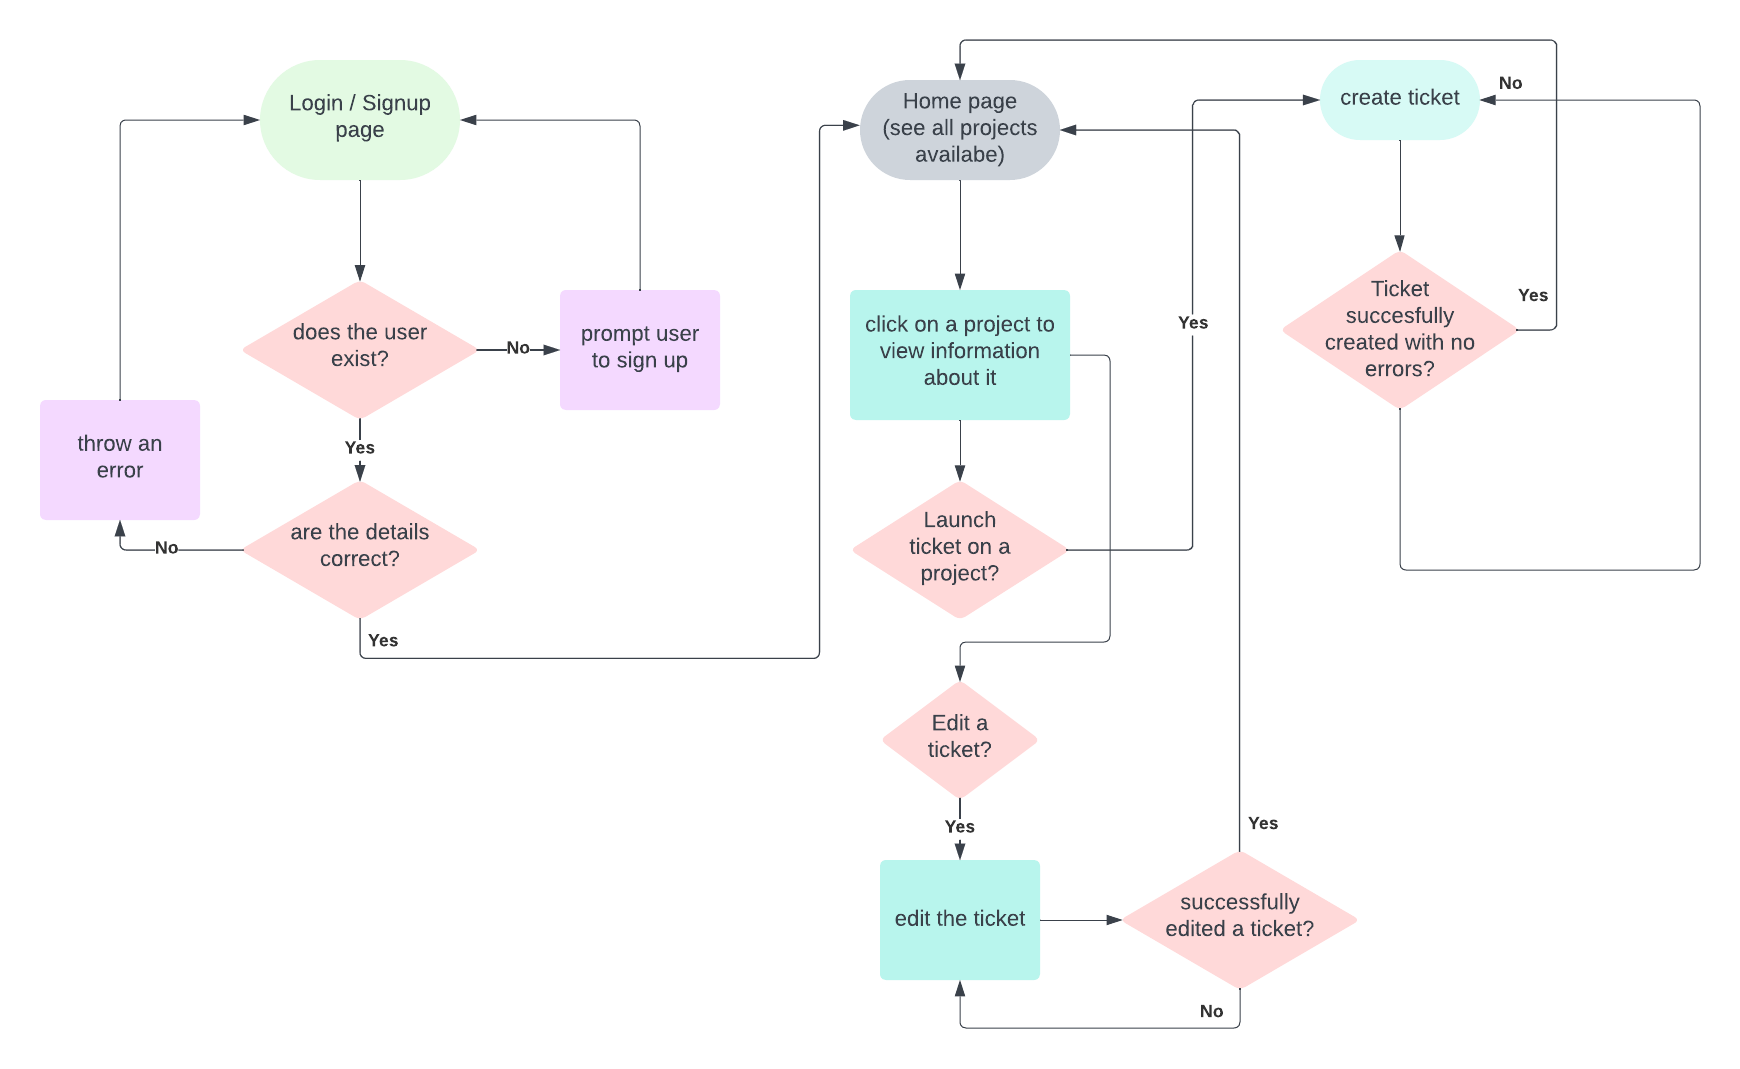 Login / Signup
page
does the user
exist?
No
prompt user
to sign up
Yes
throw an
error
are the details
correct?
No
Yes
Home page
(see all projects
availabe)
click on a project to
view information
about it
Launch
ticket on a
project?
Yes
Edit a
ticket?
Yes
edit the ticket
successfully
edited a ticket?
Yes
No
create ticket
No
Ticket
succesfully
created with no
errors?
Yes